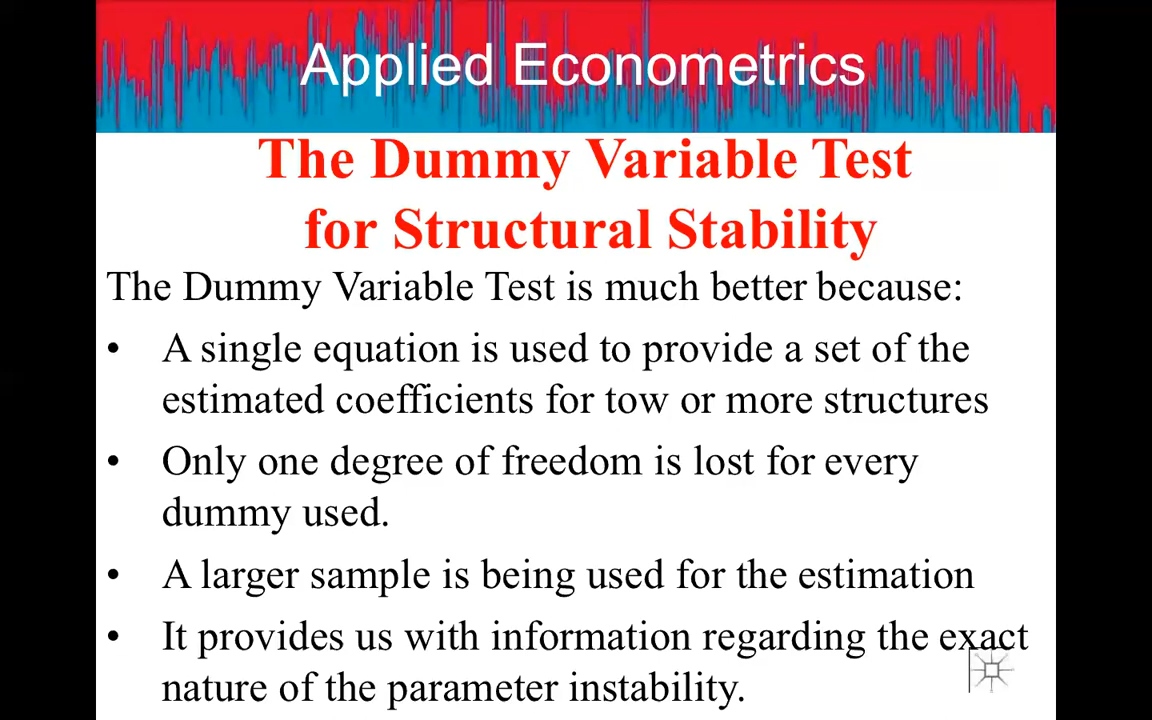 Applied Econometrics
The Dummy Variable Test
for Structural Stability
The Dummy Variable Test is much better because:
• A single equation is used to provide a set of the
estimated coefficients for tow or more structures
• Only one degree of freedom is lost for every
dummy used.
• A larger sample is being used for the estimation
• It provides us with information regarding the exact
nature of the parameter instability.